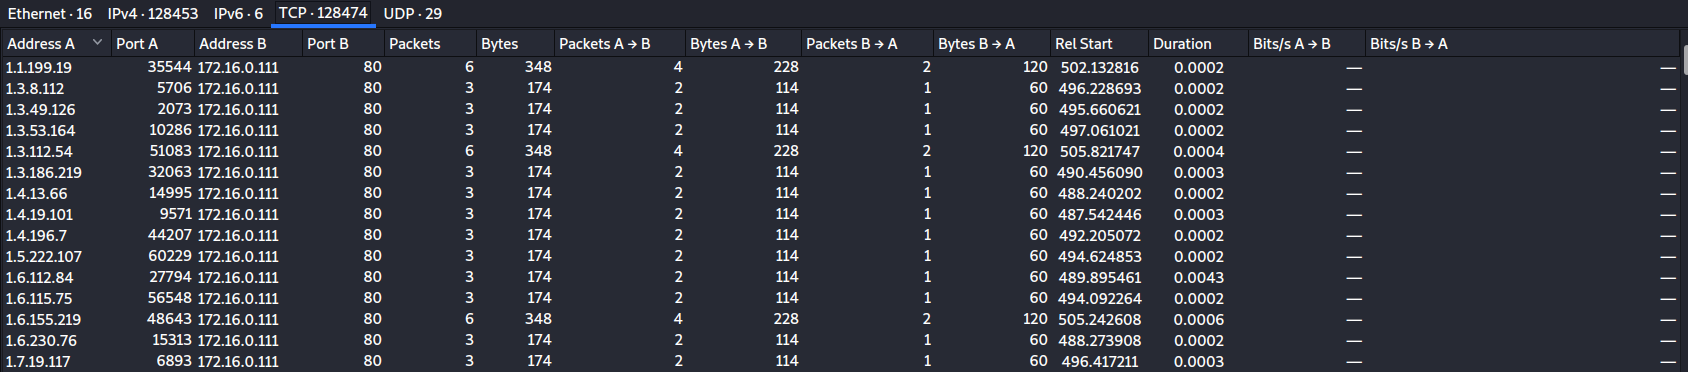 Ethernet · 16 IPv4 · 128453 IPv6 · 6 TCP · 128474 UDP · 29
Address A Port A Address B Port B Packets Bytes Packets A → B Bytes A → B Packets B → A Bytes B → A Rel Start Duration Bits/s A → B Bits/s B → A
1.1.199.19 35544 172.16.0.111 80 6 348 4 228 2 120 502.132816 0.0002 — —
1.3.8.112 5706 172.16.0.111 80 3 174 2 114 1 60 496.228693 0.0002 — —
1.3.49.126 2073 172.16.0.111 80 3 174 2 114 1 60 495.660621 0.0002 — —
1.3.53.164 10286 172.16.0.111 80 3 174 2 114 1 60 497.061021 0.0002 — —
1.3.112.54 51083 172.16.0.111 80 6 348 4 228 2 120 505.821747 0.0004 — —
1.3.186.219 32063 172.16.0.111 80 3 174 2 114 1 60 490.456090 0.0003 — —
1.4.13.66 14995 172.16.0.111 80 3 174 2 114 1 60 488.240202 0.0002 — —
1.4.19.101 9571 172.16.0.111 80 3 174 2 114 1 60 487.542446 0.0003 — —
1.4.196.7 44207 172.16.0.111 80 3 174 2 114 1 60 492.205072 0.0002 — —
1.5.222.107 60229 172.16.0.111 80 3 174 2 114 1 60 494.624853 0.0002 — —
1.6.112.84 27794 172.16.0.111 80 3 174 2 114 1 60 489.895461 0.0043 — —
1.6.115.75 56548 172.16.0.111 80 3 174 2 114 1 60 494.092264 0.0002 — —
1.6.155.219 48643 172.16.0.111 80 6 348 4 228 2 120 505.242608 0.0006 — —
1.6.230.76 15313 172.16.0.111 80 3 174 2 114 1 60 488.273908 0.0002 — —
1.7.19.117 6893 172.16.0.111 80 3 174 2 114 1 60 496.417211 0.0003 — —